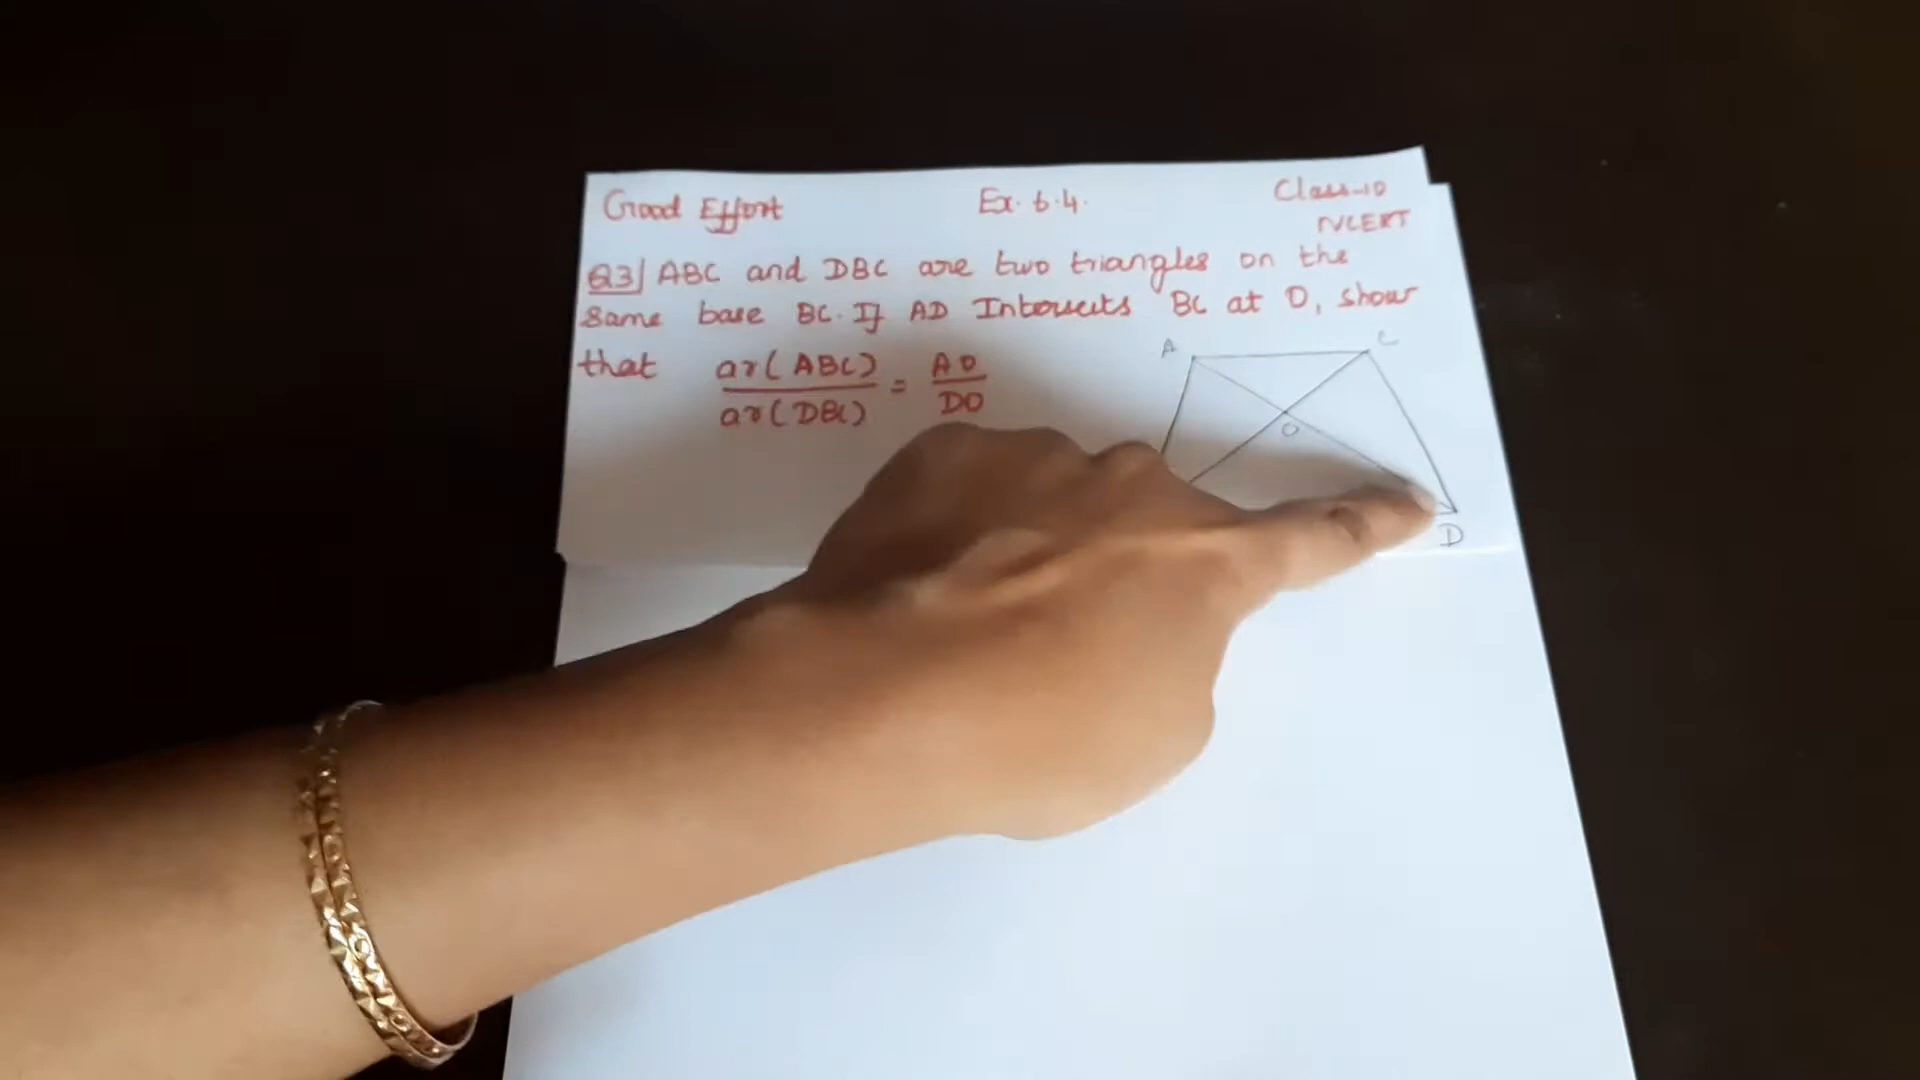 Good Effort Ex. 6.4. Class-10
NCERT
Q3 ABC and DBC are two triangles on the
same base BC. If AD Intersects BC at O, show
that ar(ABC) / ar(DBC) = AO / DO
A C
O
D